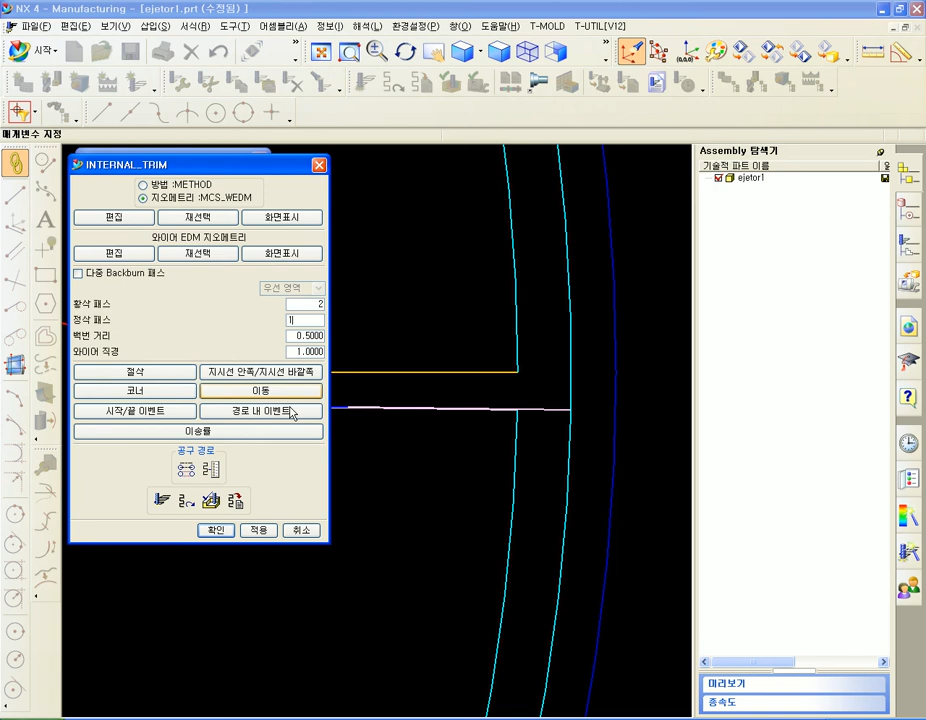 NX 4 - Manufacturing - [ejetor1.prt (수정됨) ]
파일(F) 편집(E) 보기(V) 삽입(S) 서석(R) 도구(T) 어셈블리(A) 정보(I) 해석(L) 환경설정(P) 창(O) 도움말(H) T-MOLD T-UTIL[V12]
시작
(0,0,0)
매개변수 지정
Assembly 탐색기
기술적 파트 이름
ejetor1
INTERNAL_TRIM
방법 :METHOD
지오메트리 :MCS_WEDM
편집 재선택 화면표시
와이어 EDM 지오메트리
편집 재선택 화면표시
다중 Backburn 패스
우선 영역
황삭 패스 2
정삭 패스 1
백번 거리 0.5000
와이어 직경 1.0000
절삭 지시선 안쪽/지시선 바깥쪽
코너 이동
시작/끝 이벤트 경로 내 이벤트
이송률
공구 경로
확인 적용 취소
미리보기
종속도